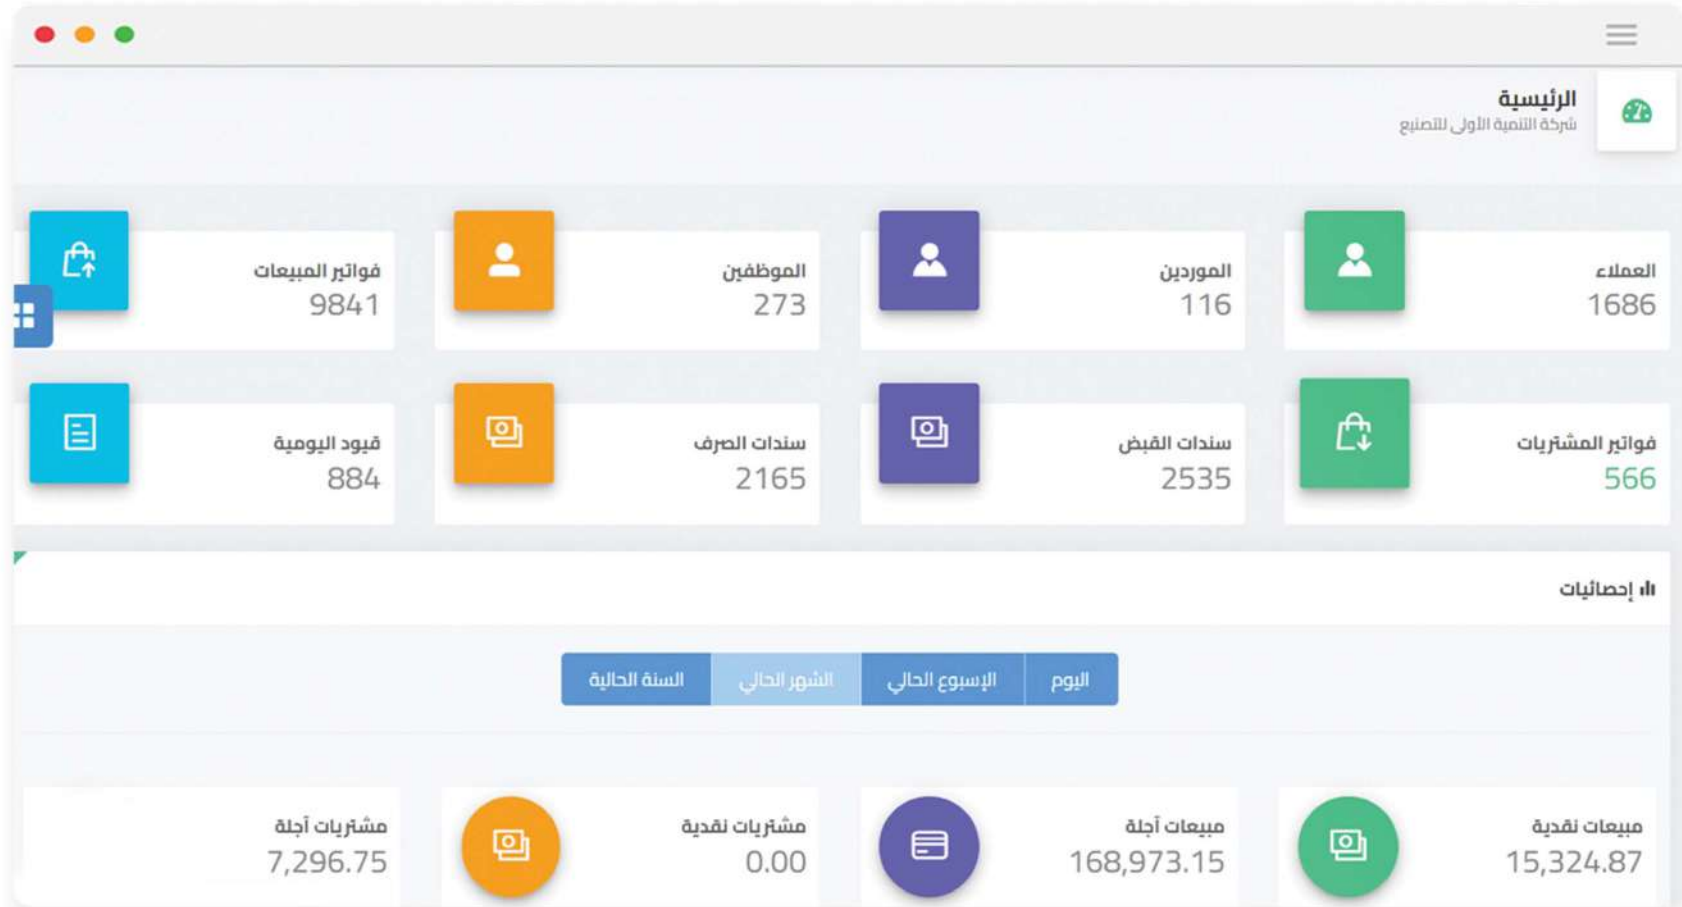 الرئيسية
شركة التنمية الأولى للتصنيع
العملاء
1686
الموردين
116
الموظفين
273
فواتير المبيعات
9841
فواتير المشتريات
566
سندات القبض
2535
سندات الصرف
2165
قيود اليومية
884
إحصائيات
اليوم
الإسبوع الحالي
الشهر الحالي
السنة الحالية
مبيعات نقدية
15,324.87
مبيعات آجلة
168,973.15
مشتريات نقدية
0.00
مشتريات آجلة
7,296.75